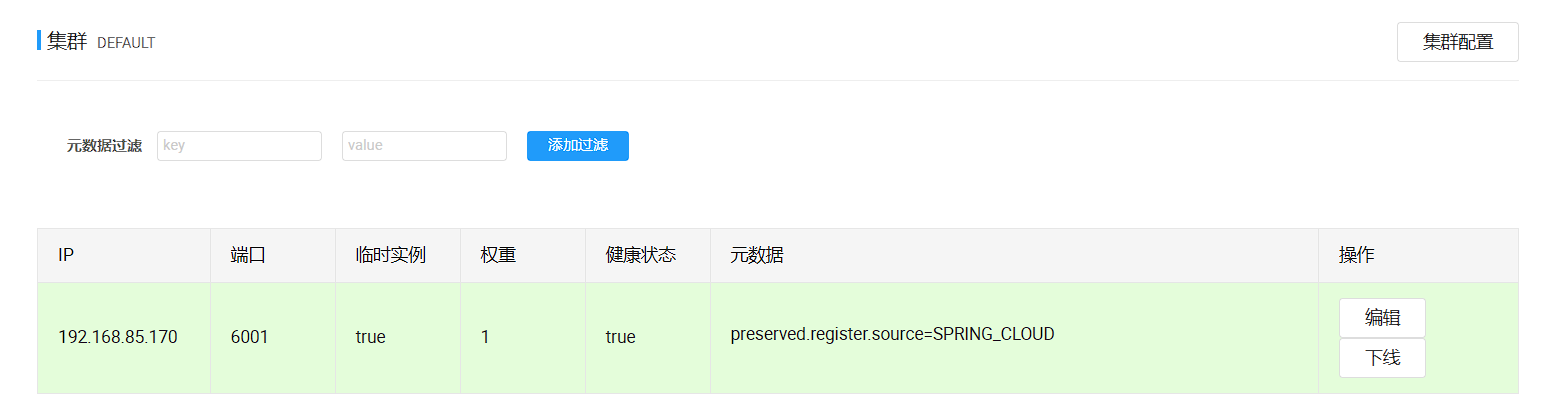 集群 DEFAULT 集群配置
元数据过滤 key value 添加过滤
IP 端口 临时实例 权重 健康状态 元数据 操作
192.168.85.170 6001 true 1 true preserved.register.source=SPRING_CLOUD 编辑
下线